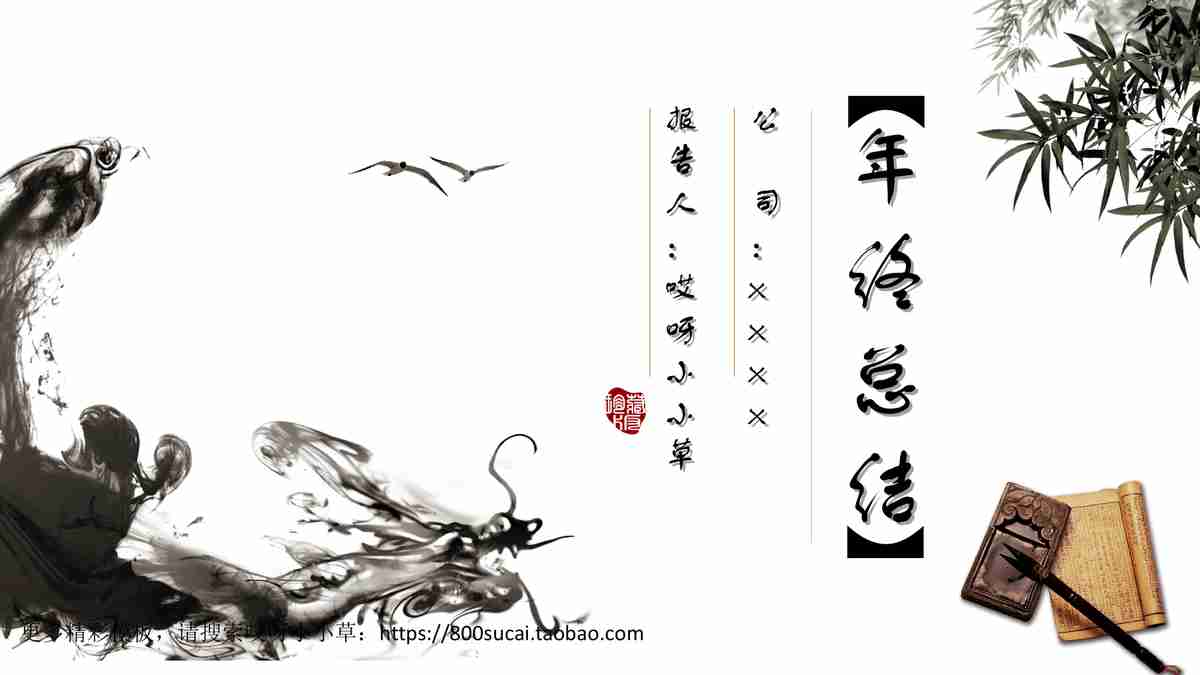 年终总结
公 司：××××
报告人：哎呀小小草
更多精彩模板，请搜索哎呀小小草：https://800sucai.taobao.com